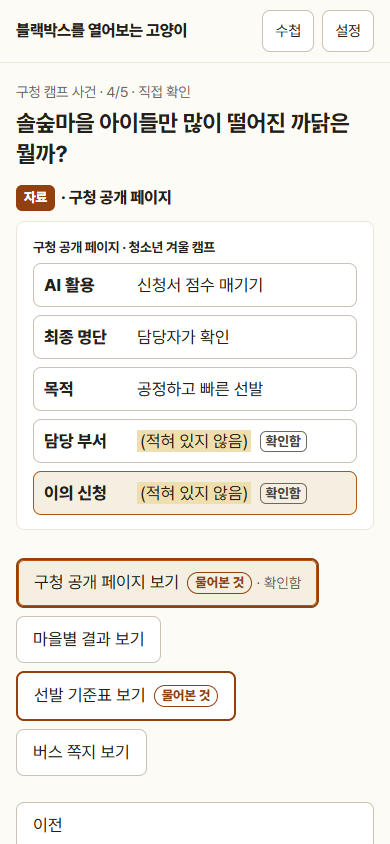 블랙박스를 열어보는 고양이
수첩
설정
구청 캠프 사건 · 4/5 · 직접 확인
솔숲마을 아이들만 많이 떨어진 까닭은
뭘까?
자료 · 구청 공개 페이지
구청 공개 페이지 · 청소년 겨울 캠프
AI 활용 신청서 점수 매기기
최종 명단 담당자가 확인
목적 공정하고 빠른 선발
담당 부서 (적혀 있지 않음) 확인함
이의 신청 (적혀 있지 않음) 확인함
구청 공개 페이지 보기 물어본 것 · 확인함
마을별 결과 보기
선발 기준표 보기 물어본 것
버스 쪽지 보기
이전